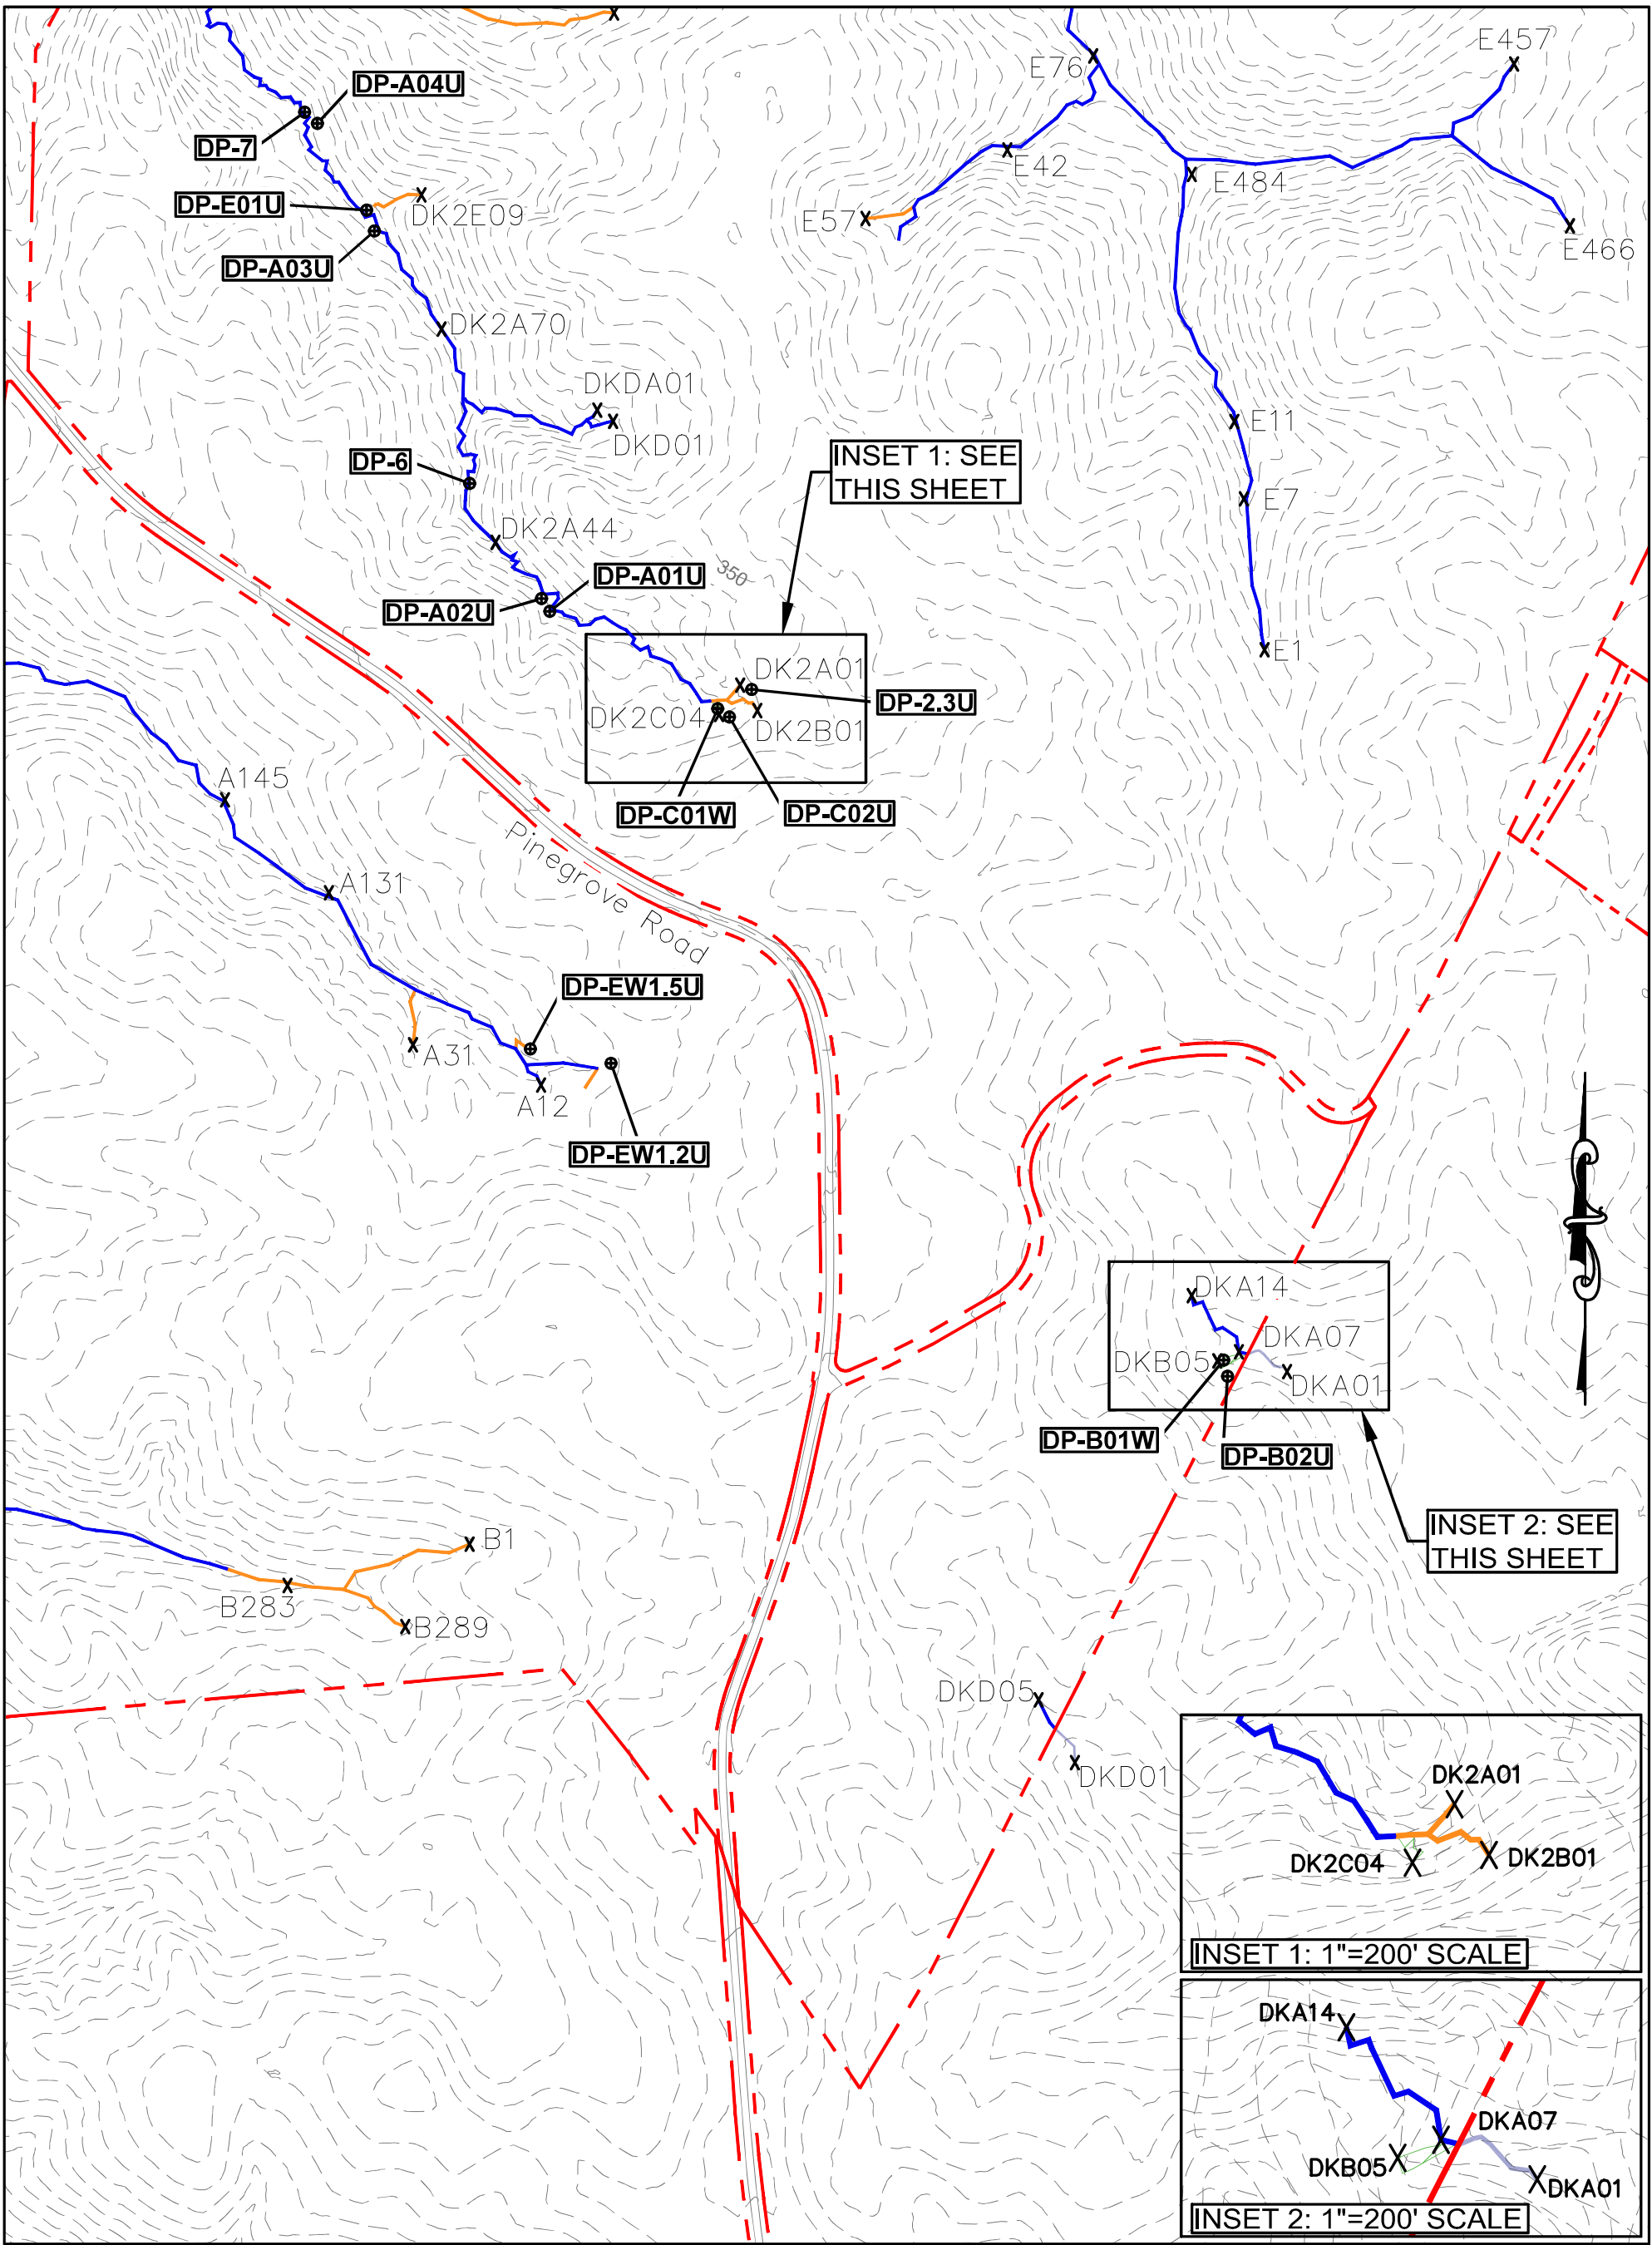 E457
E76
DP-A04U
DP-7
E42
E484
DP-E01U
DK2E09
E57
E466
DP-A03U
DK2A70
DKDA01
DKD01
E11
INSET 1: SEE
THIS SHEET
DP-6
E7
DK2A44
350
DP-A01U
DP-A02U
E1
DK2A01
DP-2.3U
DK2C04
DK2B01
A145
DP-C01W
DP-C02U
Pinegrove Road
A131
DP-EW1.5U
A31
A12
DP-EW1.2U
DKA14
DKA07
DKB05
DKA01
DP-B01W
DP-B02U
INSET 2: SEE
THIS SHEET
B1
B283
B289
DKD05
DKD01
DK2A01
DK2C04
DK2B01
INSET 1: 1"=200' SCALE
DKA14
DKA07
DKB05
DKA01
INSET 2: 1"=200' SCALE